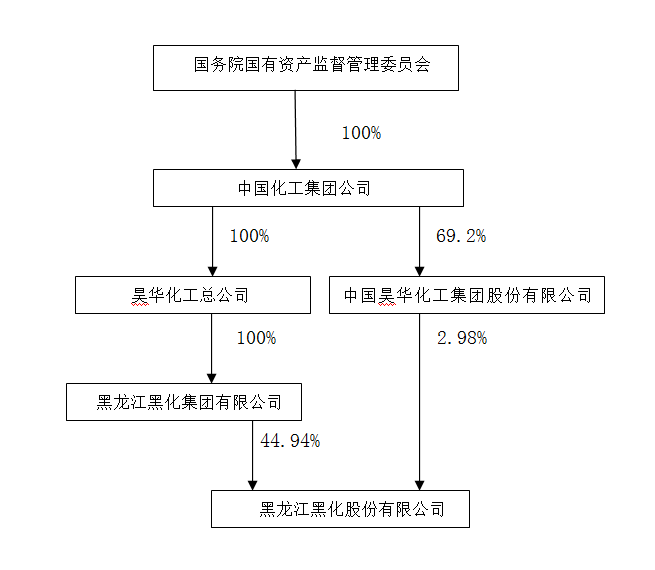 国务院国有资产监督管理委员会
100%
中国化工集团公司
100%
69.2%
昊华化工总公司
中国昊华化工集团股份有限公司
100%
2.98%
黑龙江黑化集团有限公司
44.94%
黑龙江黑化股份有限公司